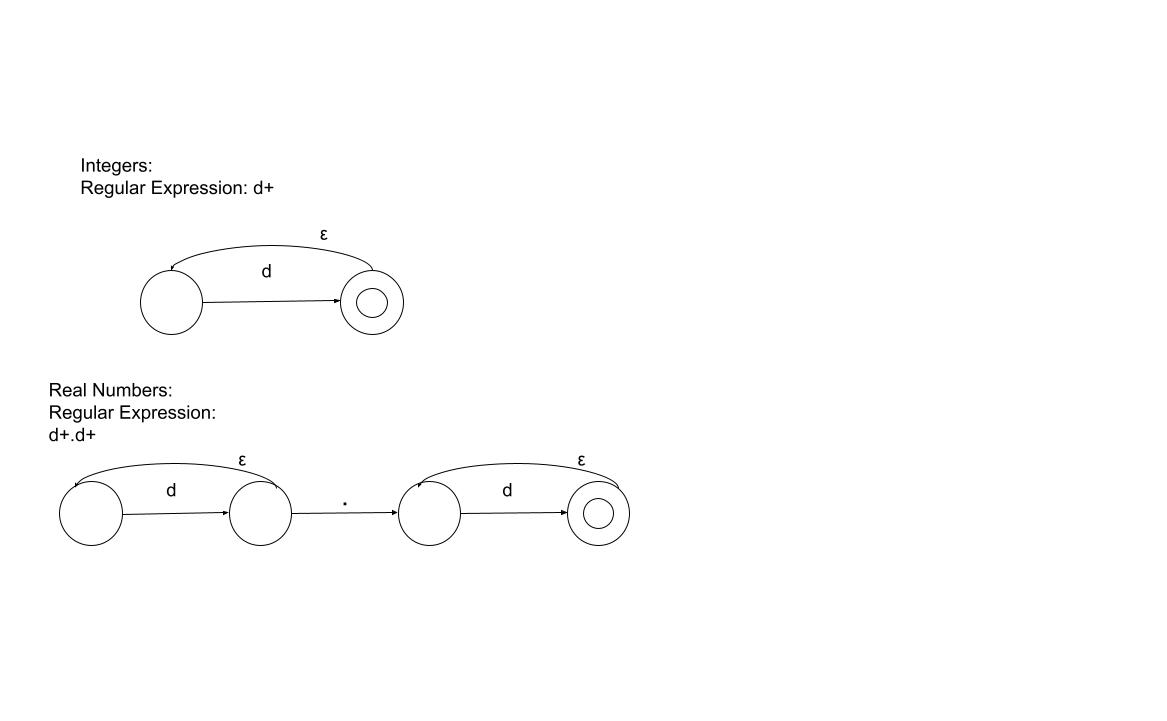 Integers:
Regular Expression: d+
ε
d
Real Numbers:
Regular Expression:
d+.d+
ε
ε
d
.
d